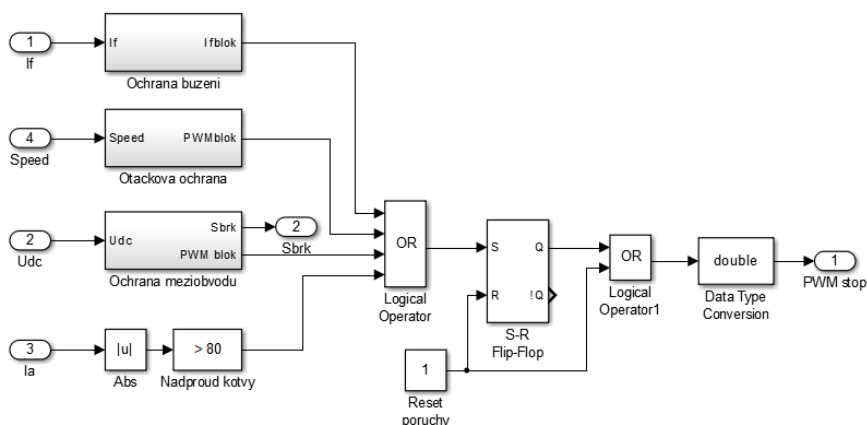 1
If
If
Ifblok
Ochrana buzeni
4
Speed
Speed
PWMblok
Otackova ochrana
2
Udc
Udc
Sbrk
PWM blok
Ochrana meziobvodu
2
Sbrk
3
Ia
|u|
Abs
> 80
Nadproud kotvy
OR
Logical
Operator
S
Q
R
!Q
S-R
Flip-Flop
1
Reset
poruchy
OR
Logical
Operator1
double
Data Type
Conversion
1
PWM stop